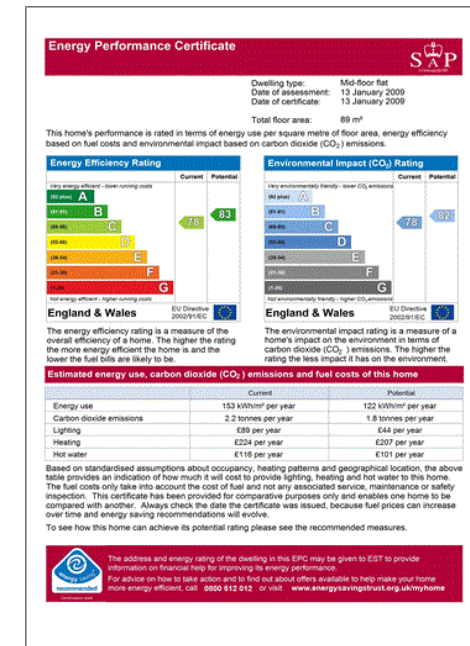 Energy Performance Certificate
SAP
Dwelling type: Mid-floor flat
Date of assessment: 13 January 2009
Date of certificate: 13 January 2009
Total floor area: 89 m²
This home's performance is rated in terms of energy use per square metre of floor area, energy efficiency
based on fuel costs and environmental impact based on carbon dioxide (CO2) emissions.
Energy Efficiency Rating
Current Potential
Very energy efficient - lower running costs
(92 plus) A
(81-91) B
(69-80) C
(55-68) D
(39-54) E
(21-38) F
(1-20) G
78
83
Not energy efficient - higher running costs
England & Wales
EU Directive
2002/91/EC
The energy efficiency rating is a measure of the
overall efficiency of a home. The higher the rating
the more energy efficient the home is and the
lower the fuel bills are likely to be.
Environmental Impact (CO2) Rating
Current Potential
Very environmentally friendly - lower CO2 emissions
(92 plus) A
(81-91) B
(69-80) C
(55-68) D
(39-54) E
(21-38) F
(1-20) G
78
82
Not environmentally friendly - higher CO2 emissions
England & Wales
EU Directive
2002/91/EC
The environmental impact rating is a measure of a
home's impact on the environment in terms of
carbon dioxide (CO2 ) emissions. The higher the
rating the less impact it has on the environment.
Estimated energy use, carbon dioxide (CO2 ) emissions and fuel costs of this home
Current Potential
Energy use 153 kWh/m² per year 122 kWh/m² per year
Carbon dioxide emissions 2.2 tonnes per year 1.8 tonnes per year
Lighting £89 per year £44 per year
Heating £224 per year £207 per year
Hot water £116 per year £101 per year
Based on standardised assumptions about occupancy, heating patterns and geographical location, the above
table provides an indication of how much it will cost to provide lighting, heating and hot water to this home.
The fuel costs only take into account the cost of fuel and not any associated service, maintenance or safety
inspection. This certificate has been provided for comparative purposes only and enables one home to be
compared with another. Always check the date the certificate was issued, because fuel prices can increase
over time and energy saving recommendations will evolve.
To see how this home can achieve its potential rating please see the recommended measures.
energy saving
recommended
The address and energy rating of the dwelling in this EPC may be given to EST to provide
information on financial help for improving its energy performance.
For advice on how to take action and to find out about offers available to help make your home
more energy efficient, call 0800 512 012 or visit www.energysavingtrust.org.uk/myhome